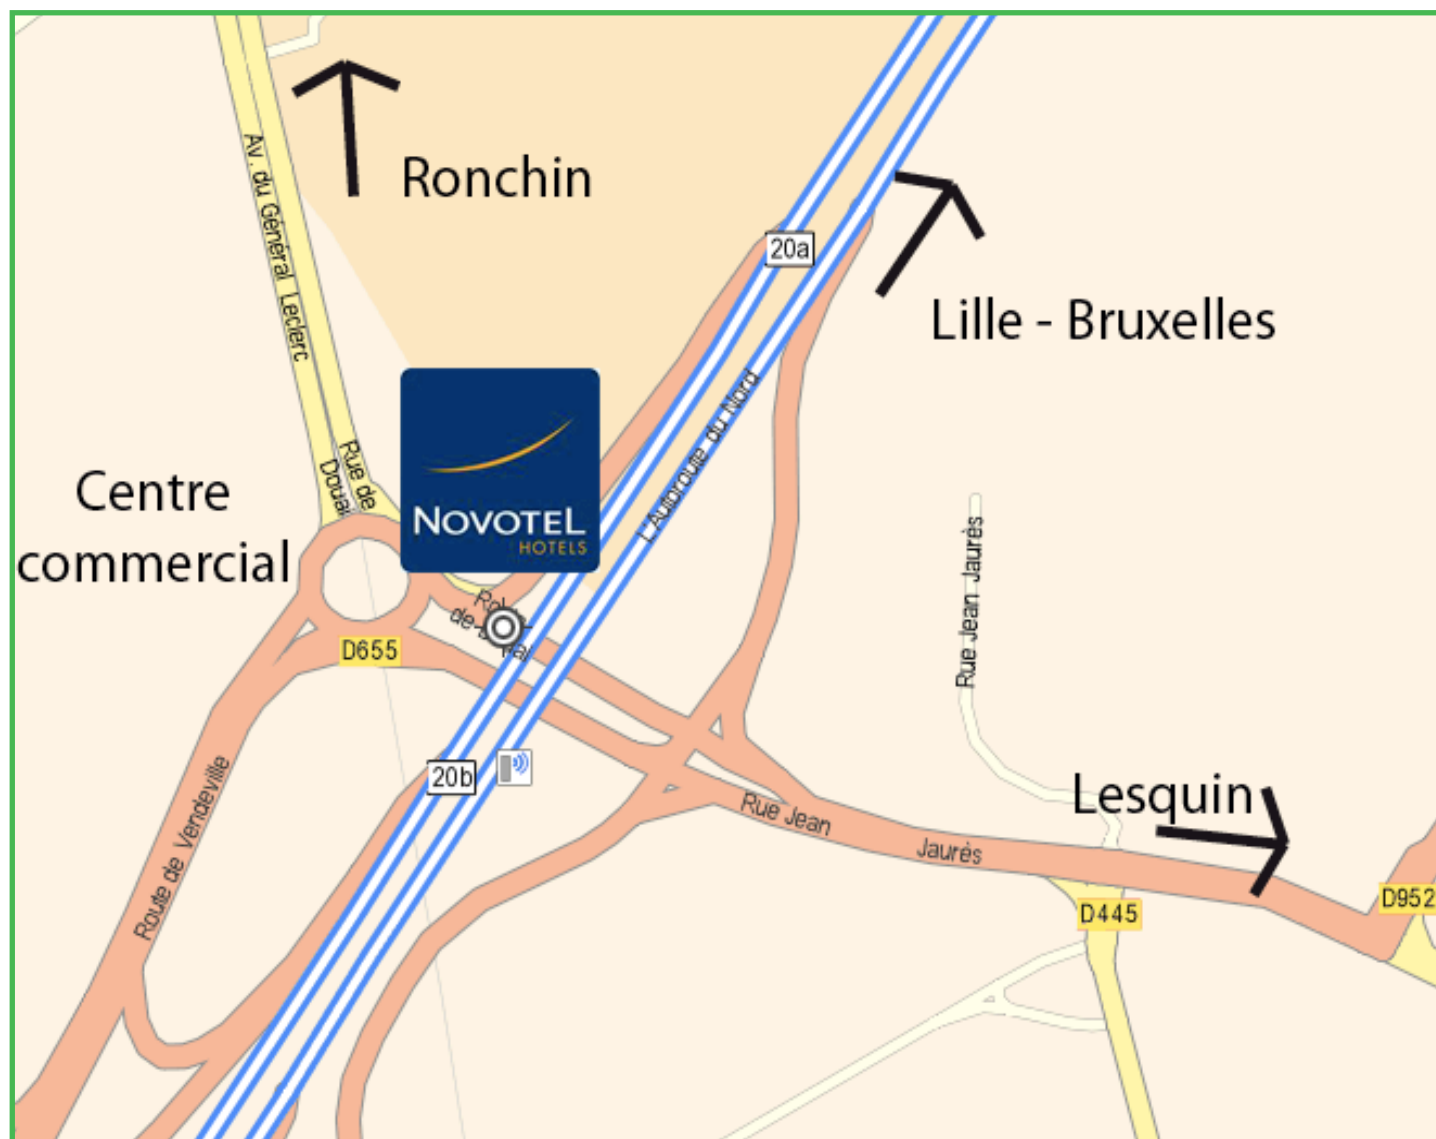 Ronchin
Av. du Général Leclerc
20a
Lille - Bruxelles
L'Autoroute du Nord
Rue de
Douai
Centre
commercial
NOVOTEL
HOTELS
Rue Jean Jaurès
D655
20b
Route de Vendeville
Rue Jean
Jaurès
Lesquin
D445
D952